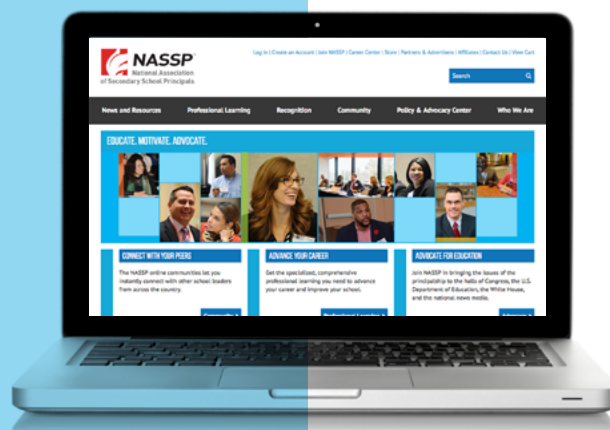 Log In | Create an Account | Join NASSP | Career Center | Store | Partners & Advertisers | Affiliates | Contact Us | View Cart
NASSP
National Association
of Secondary School Principals
Search
News and Resources Professional Learning Recognition Community Policy & Advocacy Center Who We Are
EDUCATE. MOTIVATE. ADVOCATE.
CONNECT WITH YOUR PEERS
The NASSP online communities let you
instantly connect with other school leaders
from across the country.
ADVANCE YOUR CAREER
Get the specialized, comprehensive
professional learning you need to advance
your career and improve your school.
ADVOCATE FOR EDUCATION
Join NASSP in bringing the issues of the
principalship to the halls of Congress, the U.S.
Department of Education, the White House,
and the national news media.
Community
Professional Learning